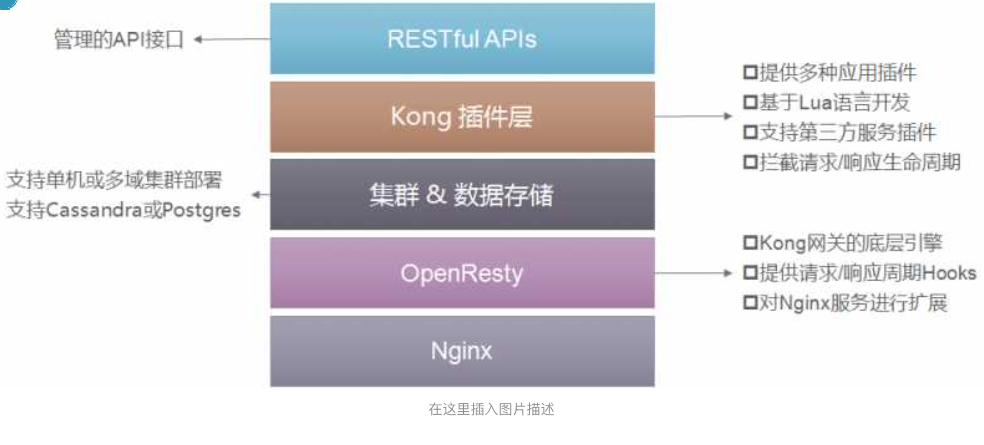 管理的API接口
RESTful APIs
Kong 插件层
提供多种应用插件
基于Lua语言开发
支持第三方服务插件
拦截请求/响应生命周期
支持单机或多域集群部署
支持Cassandra或Postgres
集群 & 数据存储
OpenResty
Kong网关的底层引擎
提供请求/响应周期Hooks
对Nginx服务进行扩展
Nginx
在这里插入图片描述